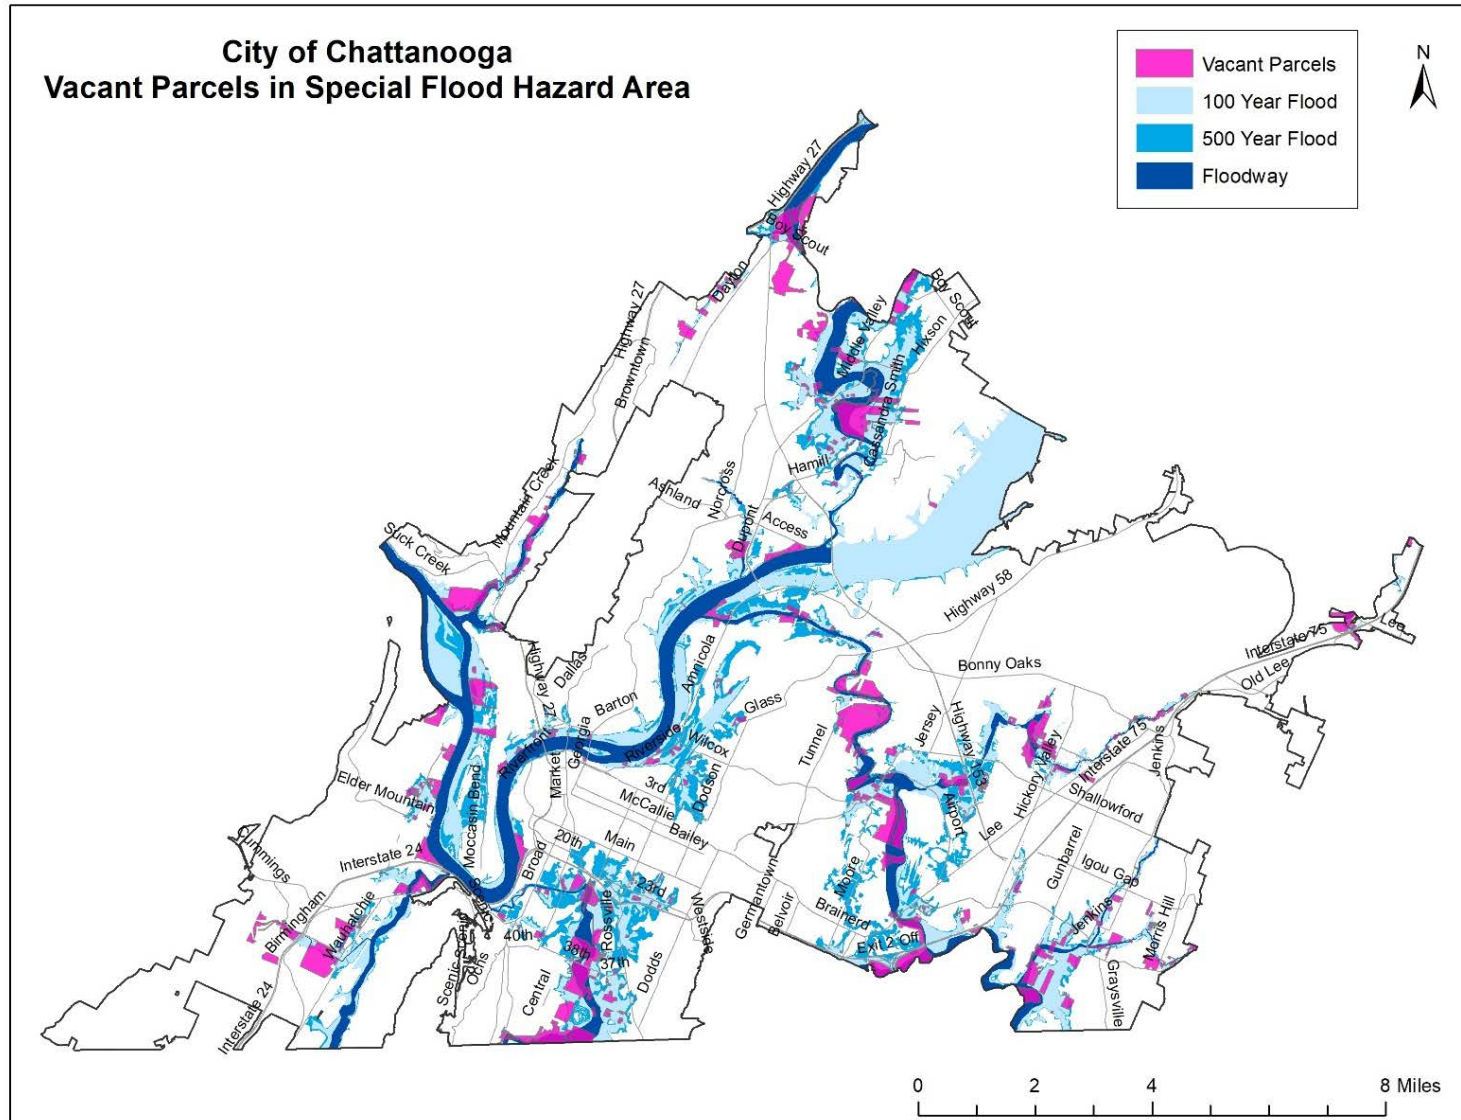 City of Chattanooga
Vacant Parcels in Special Flood Hazard Area
Vacant Parcels
100 Year Flood
500 Year Flood
Floodway
N
Highway 27
Boy Scout
Dayton
Highway 27
Browntown
Boy Scout
Middle Valley
Hixson
Cassandra Smith
Hamill
Norcross
Ashland
Access
Dupont
Mountain Creek
Suck Creek
Highway 58
Interstate 75
Lee
Old Lee
Bonny Oaks
Highway 27
Dallas
Barton
Amnicola
Glass
Georgia
Riverfront
Riverside
Wilcox
Market
3rd
Dodson
McCallie
Bailey
Tunnel
Jersey
Highway 153
Hickory Valley
Interstate 75
Jenkins
Shallowford
Airport
Lee
Elder Mountain
Moccasin Bend
Cummings
Interstate 24
Broad
20th
Main
23rd
Moore
Gunbarrel
Igou Gap
Birmingham
Wauhatchie
Rossville
Westside
Germantown
Belvoir
Brainerd
Exit 2 Off
Jenkins
Morris Hill
40th
38th
37th
Central
Dodds
Ochs
Graysville
Interstate 24
0 2 4 8 Miles